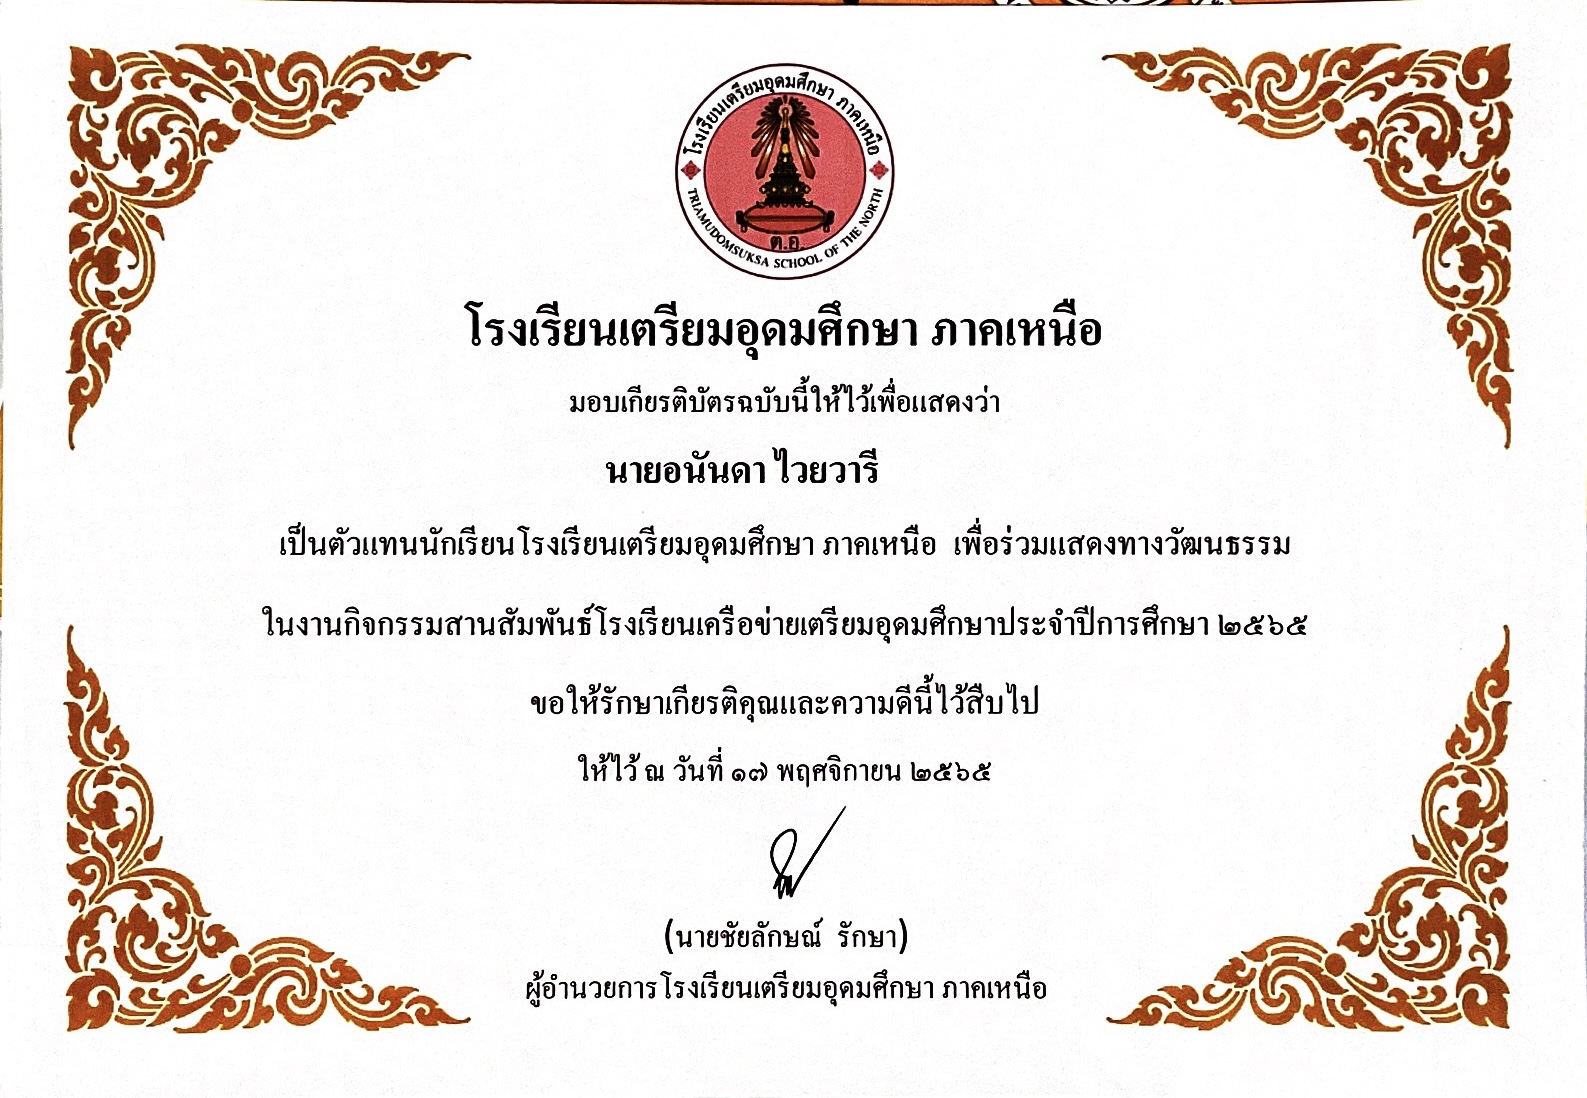 โรงเรียนเตรียมอุดมศึกษา ภาคเหนือ
ต.อ.
TRIAMUDOMSUKSA SCHOOL OF THE NORTH
โรงเรียนเตรียมอุดมศึกษา ภาคเหนือ
มอบเกียรติบัตรฉบับนี้ให้ไว้เพื่อแสดงว่า
นายอนันดา ไวยวารี
เป็นตัวแทนนักเรียนโรงเรียนเตรียมอุดมศึกษา ภาคเหนือ เพื่อร่วมแสดงทางวัฒนธรรม
ในงานกิจกรรมสานสัมพันธ์โรงเรียนเครือข่ายเตรียมอุดมศึกษาประจำปีการศึกษา ๒๕๖๕
ขอให้รักษาเกียรติคุณและความดีนี้ไว้สืบไป
ให้ไว้ ณ วันที่ ๑๗ พฤศจิกายน ๒๕๖๕
(นายชัยลักษณ์ รักษา)
ผู้อำนวยการโรงเรียนเตรียมอุดมศึกษา ภาคเหนือ